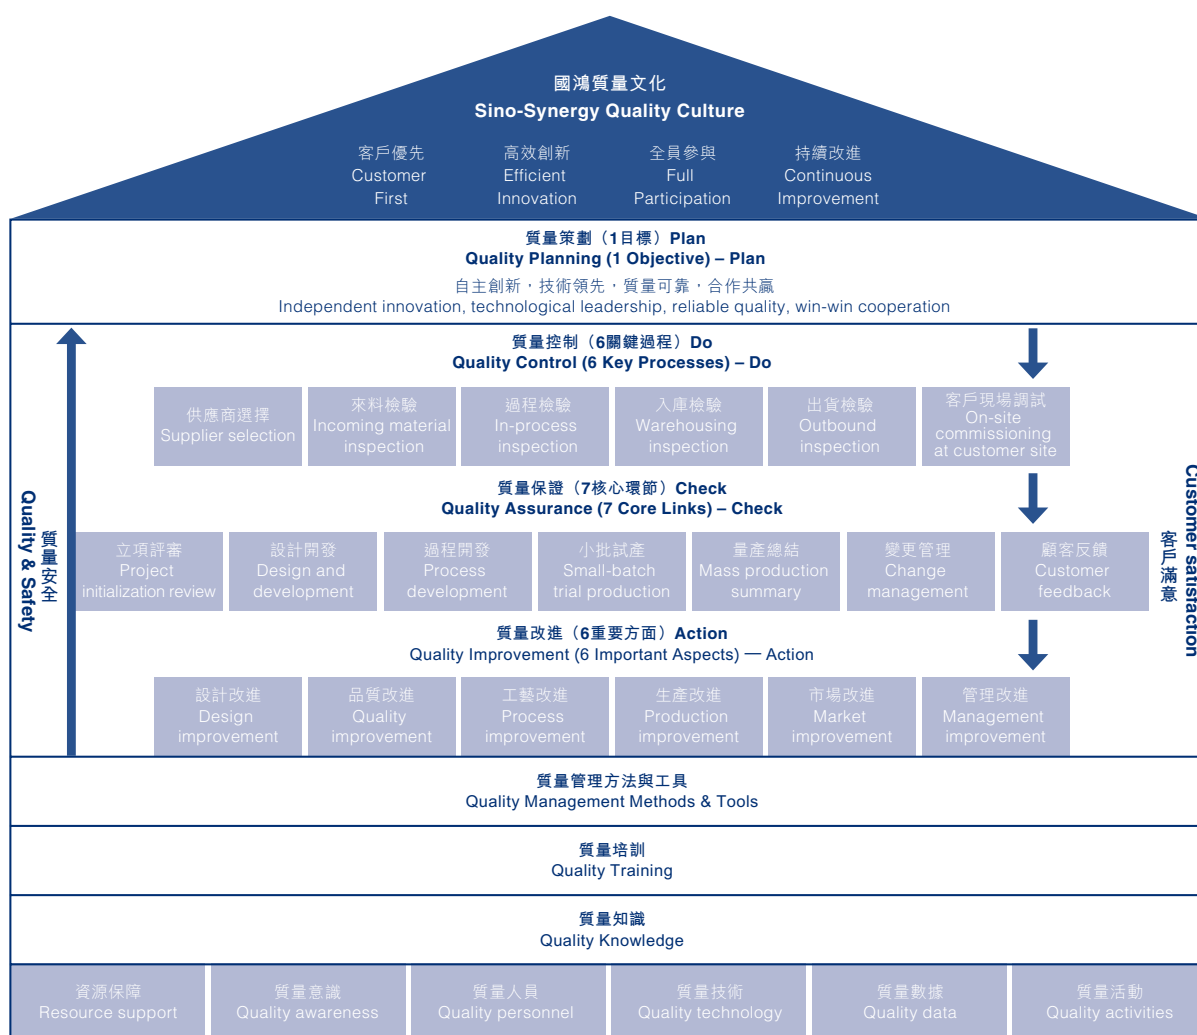 國鴻質量文化
Sino-Synergy Quality Culture
客戶優先
Customer
First
高效創新
Efficient
Innovation
全員參與
Full
Participation
持續改進
Continuous
Improvement
質量策劃（1目標）Plan
Quality Planning (1 Objective) – Plan
自主創新，技術領先，質量可靠，合作共贏
Independent innovation, technological leadership, reliable quality, win-win cooperation
Quality & Safety
質量安全
質量控制（6關鍵過程）Do
Quality Control (6 Key Processes) – Do
供應商選擇
Supplier selection
來料檢驗
Incoming material
inspection
過程檢驗
In-process
inspection
入庫檢驗
Warehousing
inspection
出貨檢驗
Outbound
inspection
客戶現場調試
On-site
commissioning
at customer site
質量保證（7核心環節）Check
Quality Assurance (7 Core Links) – Check
立項評審
Project
initialization review
設計開發
Design and
development
過程開發
Process
development
小批試產
Small-batch
trial production
量產總結
Mass production
summary
變更管理
Change
management
顧客反饋
Customer
feedback
質量改進（6重要方面）Action
Quality Improvement (6 Important Aspects) — Action
設計改進
Design
improvement
品質改進
Quality
improvement
工藝改進
Process
improvement
生產改進
Production
improvement
市場改進
Market
improvement
管理改進
Management
improvement
Customer satisfaction
客戶滿意
質量管理方法與工具
Quality Management Methods & Tools
質量培訓
Quality Training
質量知識
Quality Knowledge
資源保障
Resource support
質量意識
Quality awareness
質量人員
Quality personnel
質量技術
Quality technology
質量數據
Quality data
質量活動
Quality activities